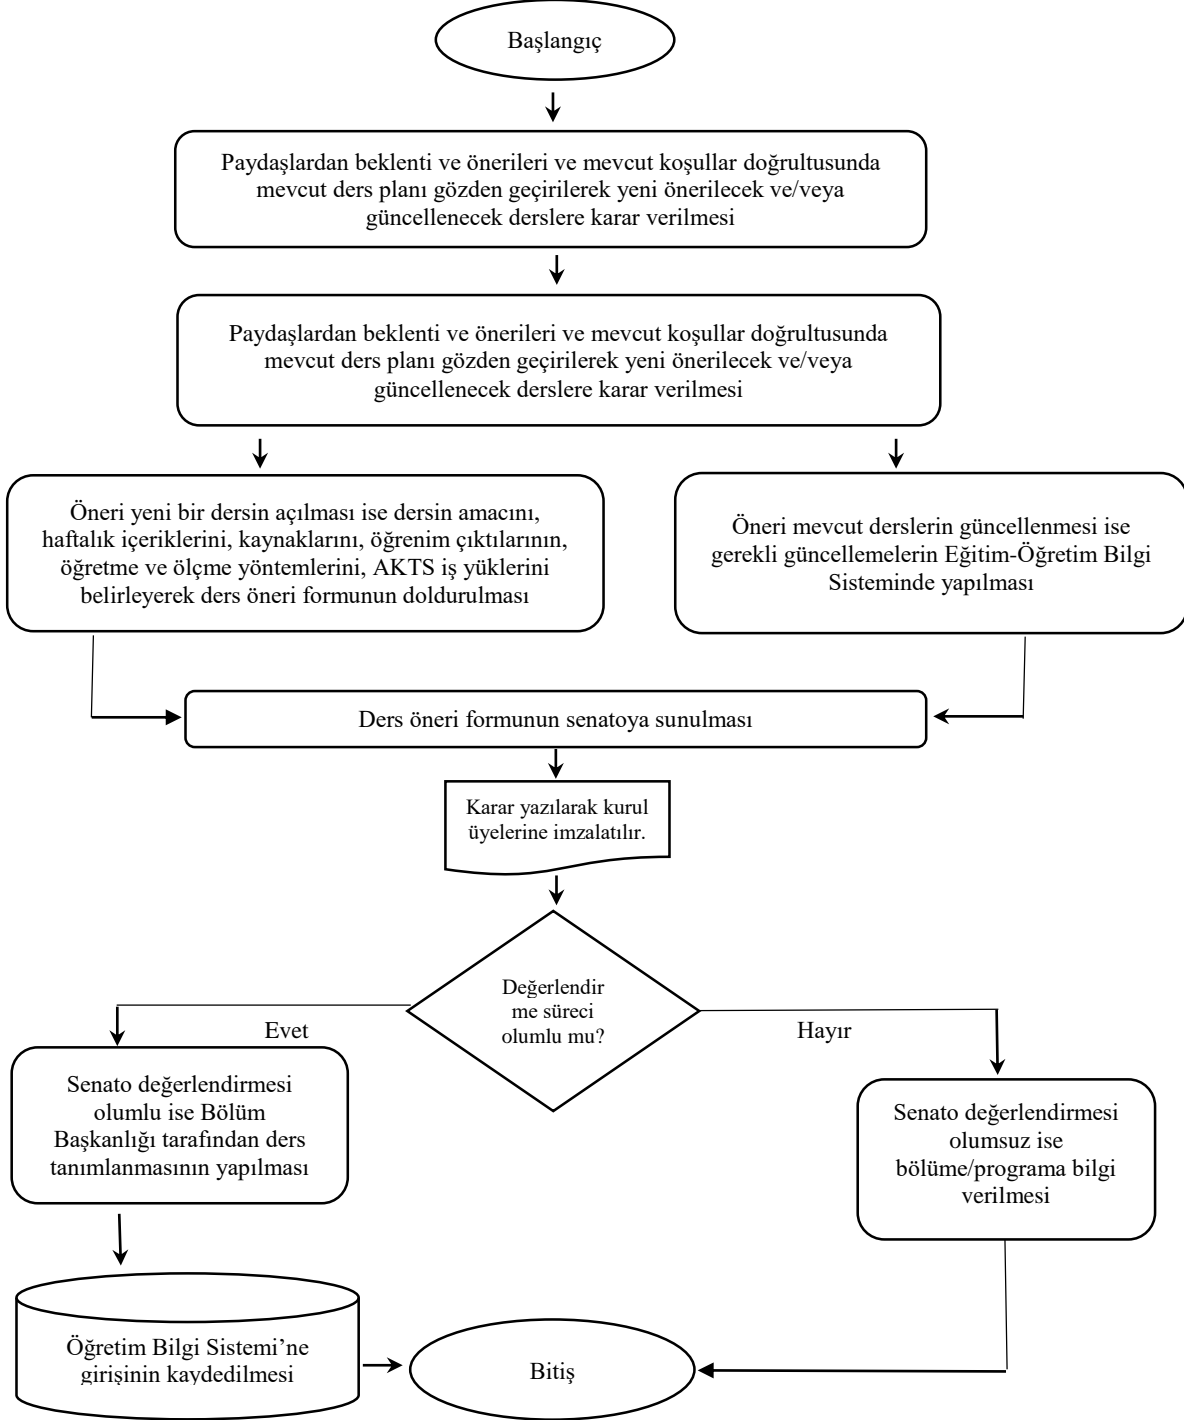 Başlangıç
Paydaşlardan beklenti ve önerileri ve mevcut koşullar doğrultusunda
mevcut ders planı gözden geçirilerek yeni önerilecek ve/veya
güncellenecek derslere karar verilmesi
Paydaşlardan beklenti ve önerileri ve mevcut koşullar doğrultusunda
mevcut ders planı gözden geçirilerek yeni önerilecek ve/veya
güncellenecek derslere karar verilmesi
Öneri yeni bir dersin açılması ise dersin amacını,
haftalık içeriklerini, kaynaklarını, öğrenim çıktılarının,
öğretme ve ölçme yöntemlerini, AKTS iş yüklerini
belirleyerek ders öneri formunun doldurulması
Öneri mevcut derslerin güncellenmesi ise
gerekli güncellemelerin Eğitim-Öğretim Bilgi
Sisteminde yapılması
Ders öneri formunun senatoya sunulması
Karar yazılarak kurul
üyelerine imzalatılır.
Değerlendir
me süreci
olumlu mu?
Evet
Hayır
Senato değerlendirmesi
olumlu ise Bölüm
Başkanlığı tarafından ders
tanımlanmasının yapılması
Senato değerlendirmesi
olumsuz ise
bölüme/programa bilgi
verilmesi
Öğretim Bilgi Sistemi’ne
girişinin kaydedilmesi
Bitiş